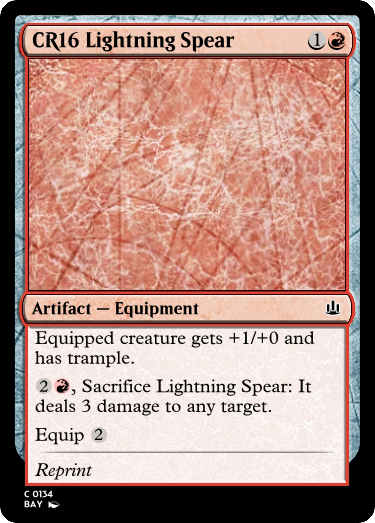 CR16 Lightning Spear 1
Artifact — Equipment
Equipped creature gets +1/+0 and
has trample.
2 , Sacrifice Lightning Spear: It
deals 3 damage to any target.
Equip 2
Reprint
C 0134
BAY